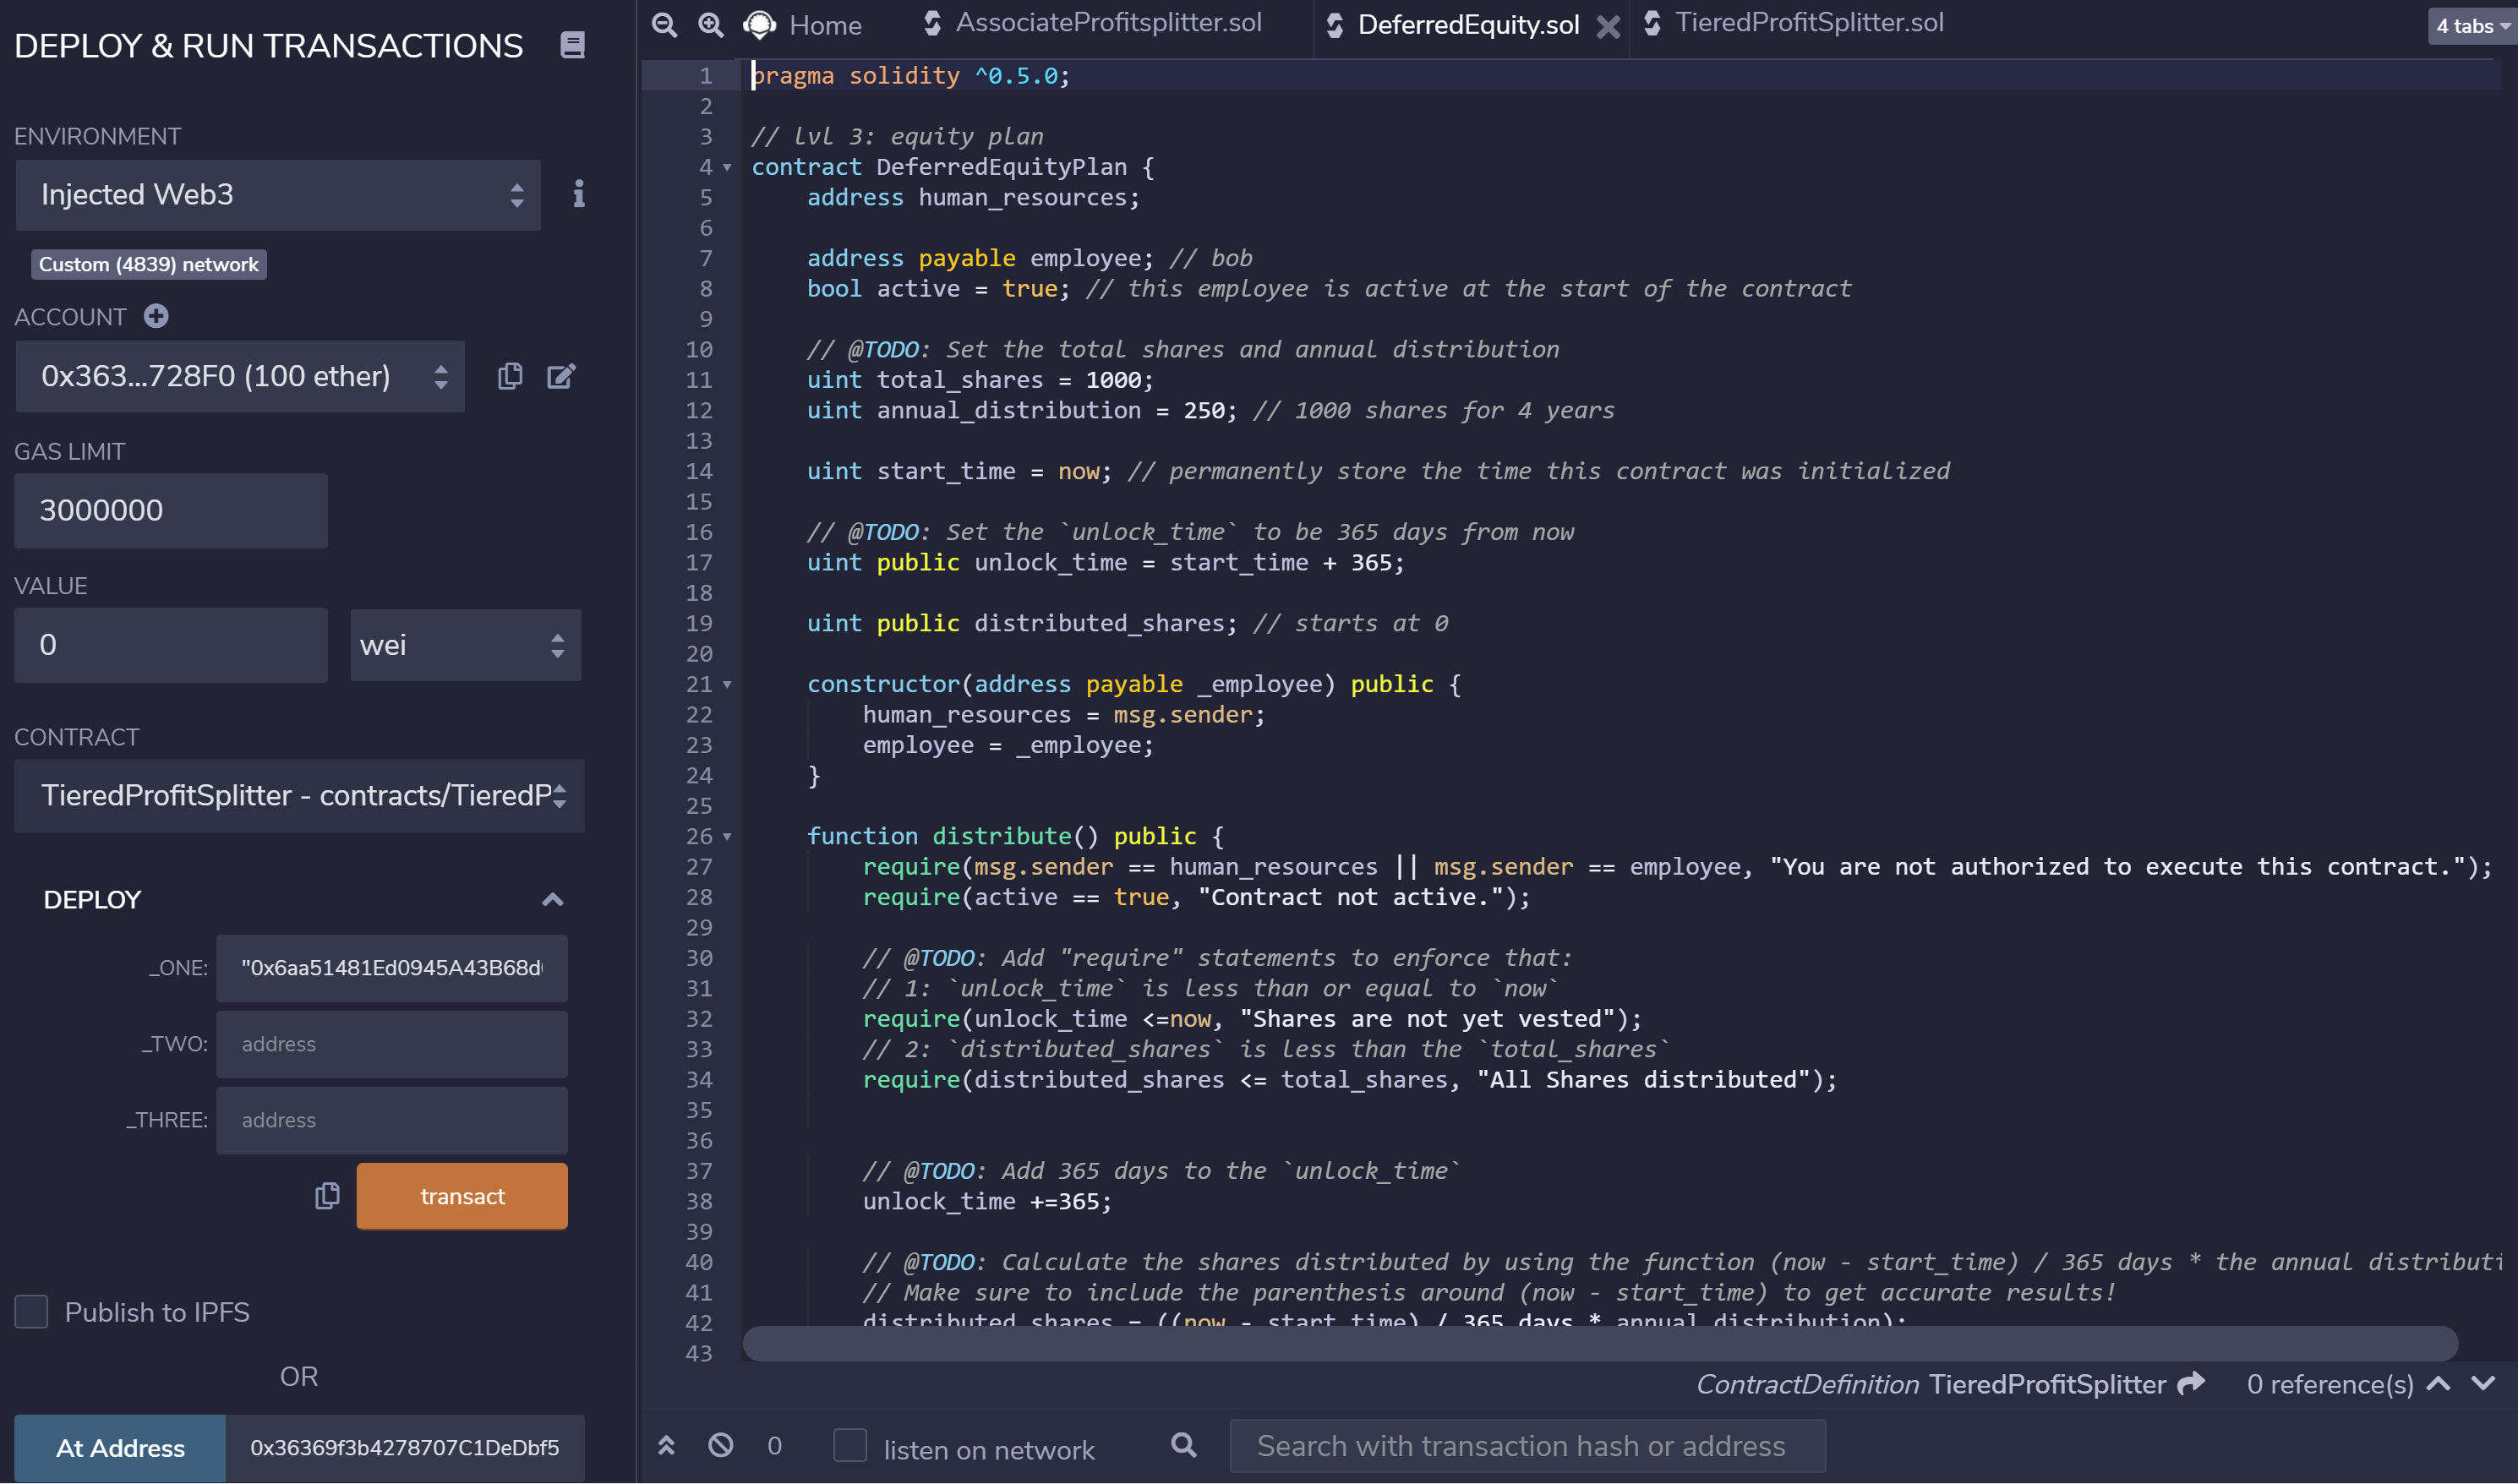 DEPLOY & RUN TRANSACTIONS
ENVIRONMENT
Injected Web3
Custom (4839) network
ACCOUNT
0x363...728F0 (100 ether)
GAS LIMIT
3000000
VALUE
0
wei
CONTRACT
TieredProfitSplitter - contracts/TieredP
DEPLOY
_ONE:
"0x6aa51481Ed0945A43B68d
_TWO:
address
_THREE:
address
transact
Publish to IPFS
OR
At Address
0x36369f3b4278707C1DeDbf5
Home
AssociateProfitsplitter.sol
DeferredEquity.sol
TieredProfitSplitter.sol
4 tabs
1 pragma solidity ^0.5.0;
2
3 // lvl 3: equity plan
4 contract DeferredEquityPlan {
5 address human_resources;
6
7 address payable employee; // bob
8 bool active = true; // this employee is active at the start of the contract
9
10 // @TODO: Set the total shares and annual distribution
11 uint total_shares = 1000;
12 uint annual_distribution = 250; // 1000 shares for 4 years
13
14 uint start_time = now; // permanently store the time this contract was initialized
15
16 // @TODO: Set the `unlock_time` to be 365 days from now
17 uint public unlock_time = start_time + 365;
18
19 uint public distributed_shares; // starts at 0
20
21 constructor(address payable _employee) public {
22 human_resources = msg.sender;
23 employee = _employee;
24 }
25
26 function distribute() public {
27 require(msg.sender == human_resources || msg.sender == employee, "You are not authorized to execute this contract.");
28 require(active == true, "Contract not active.");
29
30 // @TODO: Add "require" statements to enforce that:
31 // 1: `unlock_time` is less than or equal to `now`
32 require(unlock_time <=now, "Shares are not yet vested");
33 // 2: `distributed_shares` is less than the `total_shares`
34 require(distributed_shares <= total_shares, "All Shares distributed");
35
36
37 // @TODO: Add 365 days to the `unlock_time`
38 unlock_time +=365;
39
40 // @TODO: Calculate the shares distributed by using the function (now - start_time) / 365 days * the annual distributi
41 // Make sure to include the parenthesis around (now - start_time) to get accurate results!
42 distributed_shares = ((now - start_time) / 365 days * annual_distribution);
43
ContractDefinition TieredProfitSplitter
0 reference(s)
0
listen on network
Search with transaction hash or address